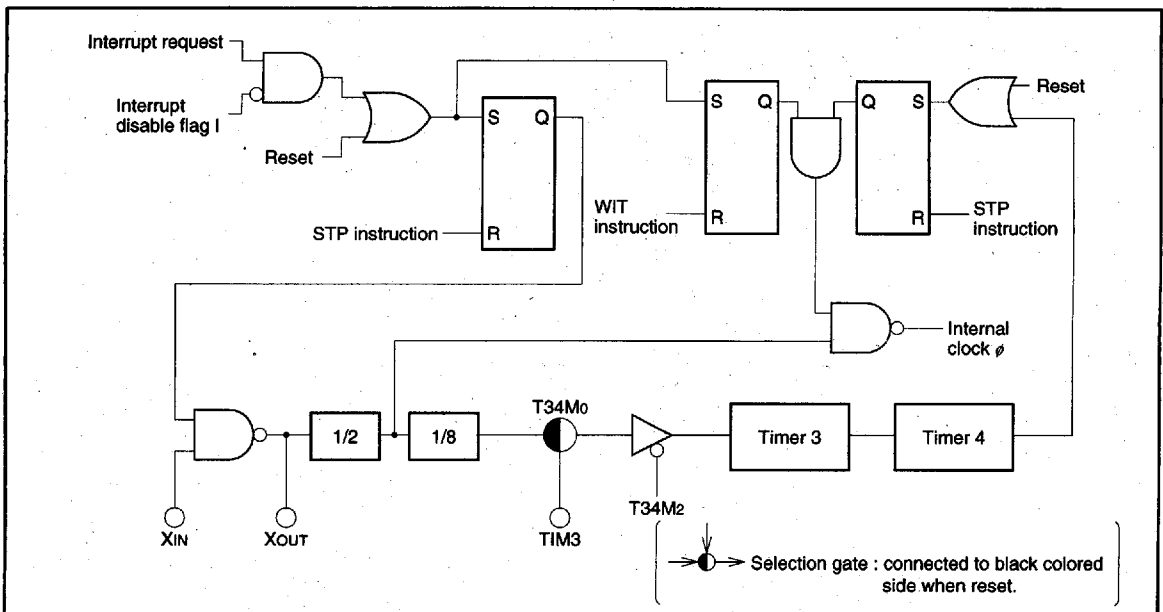 Interrupt request
Interrupt
disable flag I
Reset
S
Q
R
STP instruction
S
Q
R
WIT
instruction
Q
S
R
Reset
STP
instruction
Internal
clock ø
1/2
1/8
T34M0
Timer 3
Timer 4
XIN
XOUT
TIM3
T34M2
Selection gate : connected to black colored
side when reset.